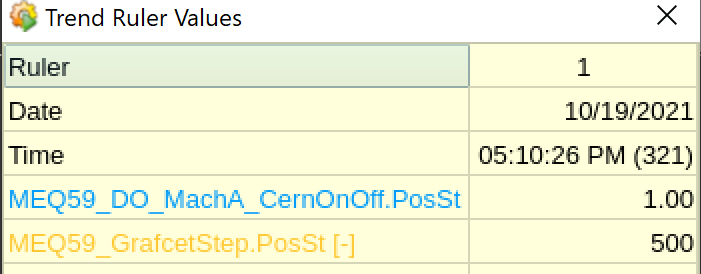 Trend Ruler Values
Ruler 1
Date 10/19/2021
Time 05:10:26 PM (321)
MEQ59_DO_MachA_CernOnOff.PosSt 1.00
MEQ59_GrafcetStep.PosSt [-] 500